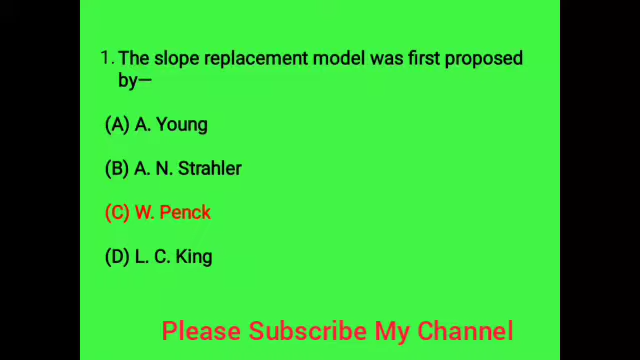 1. The slope replacement model was first proposed
by—
(A) A. Young
(B) A. N. Strahler
(C) W. Penck
(D) L. C. King
Please Subscribe My Channel